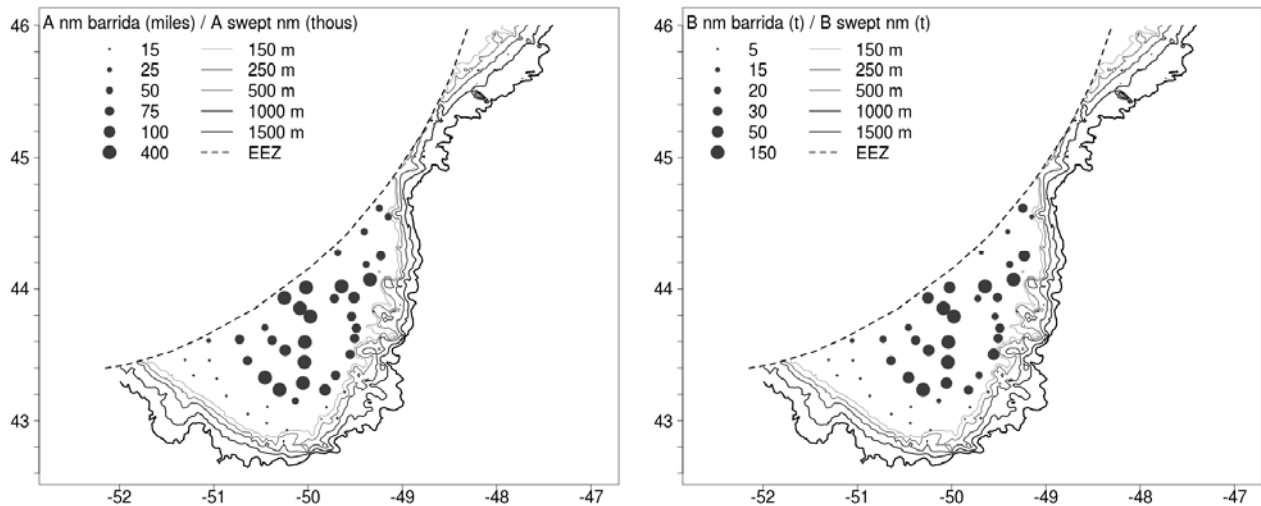 A nm barrida (miles) / A swept nm (thous)
15 150 m
25 250 m
50 500 m
75 1000 m
100 1500 m
400 EEZ
46
45
44
43
-52 -51 -50 -49 -48 -47
B nm barrida (t) / B swept nm (t)
5 150 m
15 250 m
20 500 m
30 1000 m
50 1500 m
150 EEZ
46
45
44
43
-52 -51 -50 -49 -48 -47